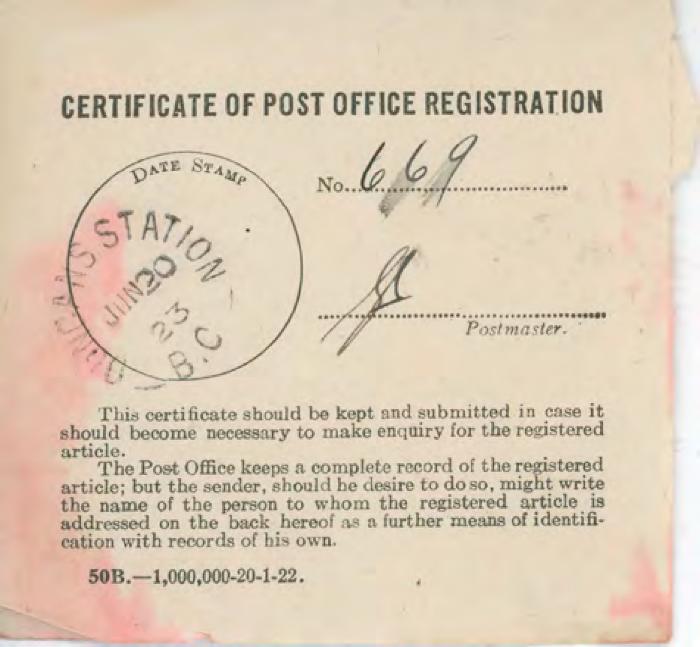 CERTIFICATE OF POST OFFICE REGISTRATION
DATE STAMP
DUNCANS STATION
JUN 20
23
B.C
No. 669
Postmaster.
This certificate should be kept and submitted in case it
should become necessary to make enquiry for the registered
article.
The Post Office keeps a complete record of the registered
article; but the sender, should be desire to do so, might write
the name of the person to whom the registered article is
addressed on the back hereof as a further means of identifi-
cation with records of his own.
50B.—1,000,000-20-1-22.